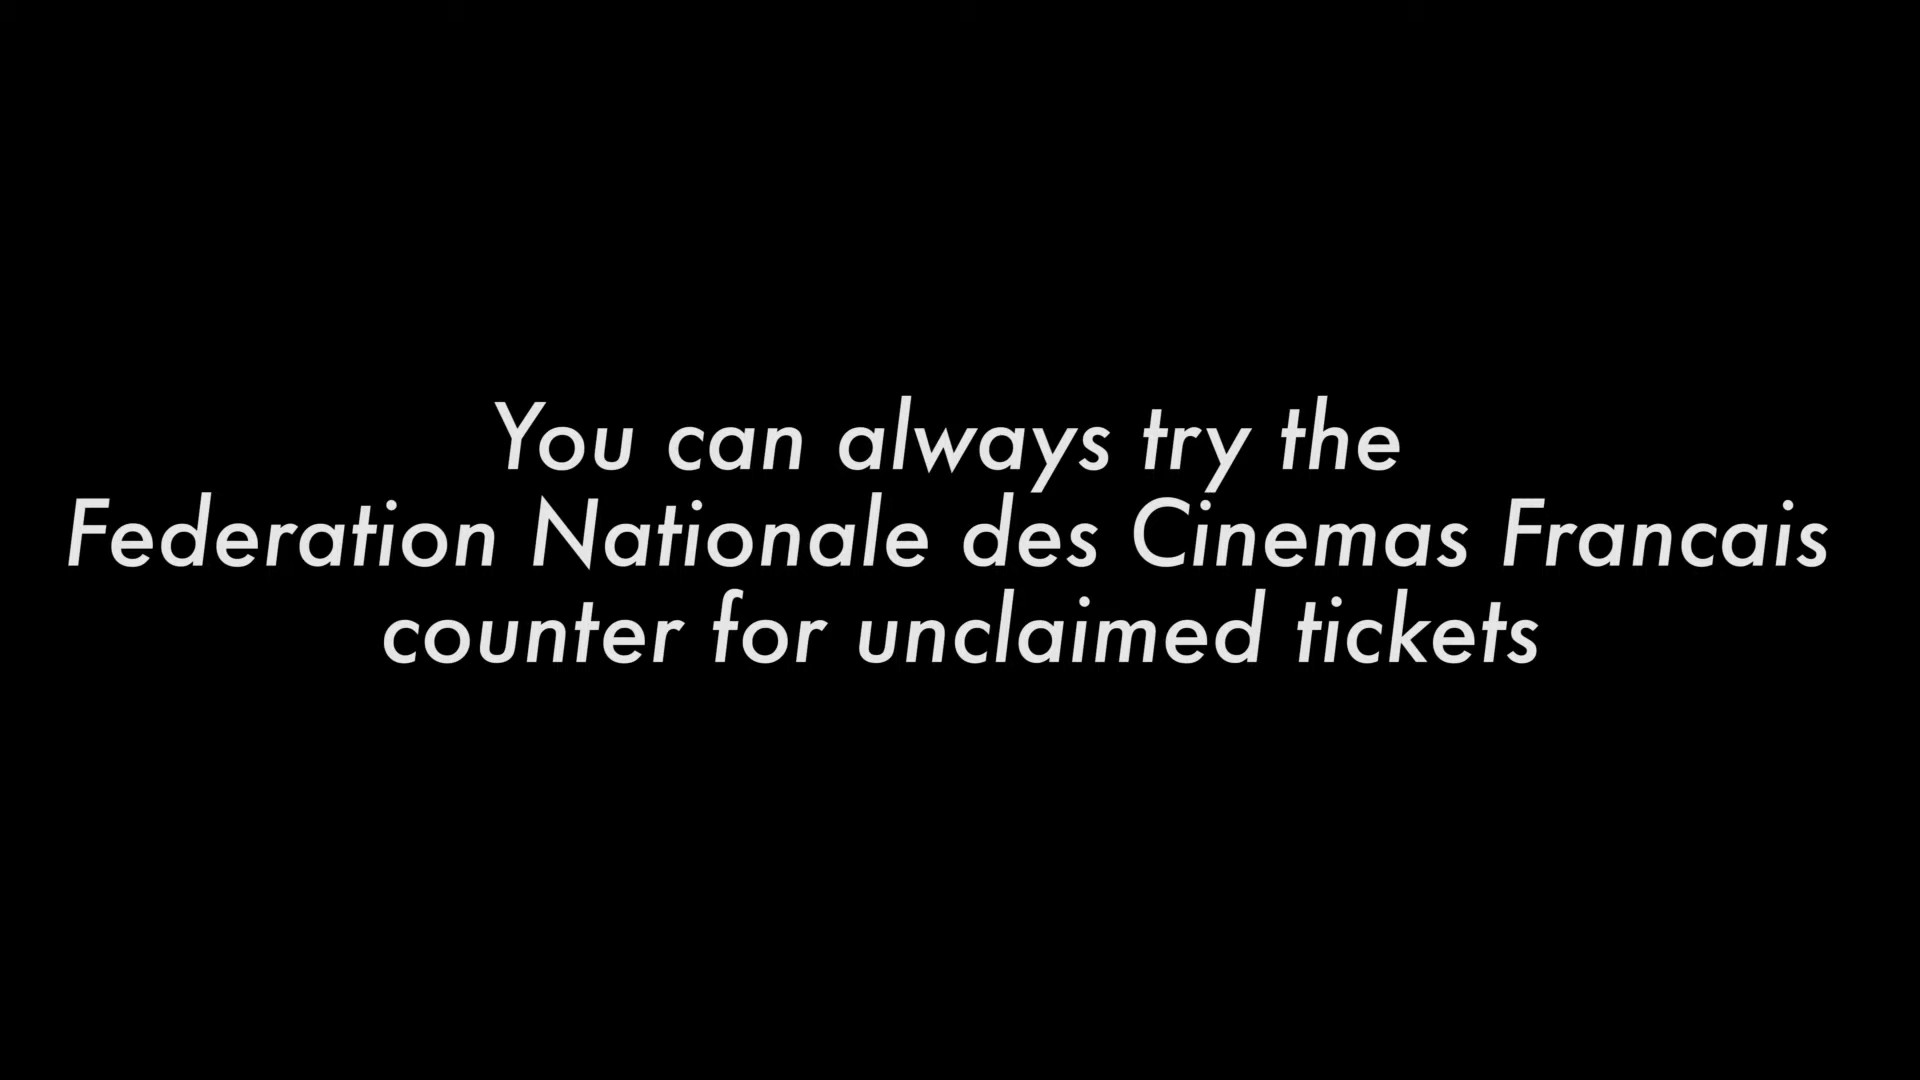 You can always try the
Federation Nationale des Cinemas Francais
counter for unclaimed tickets